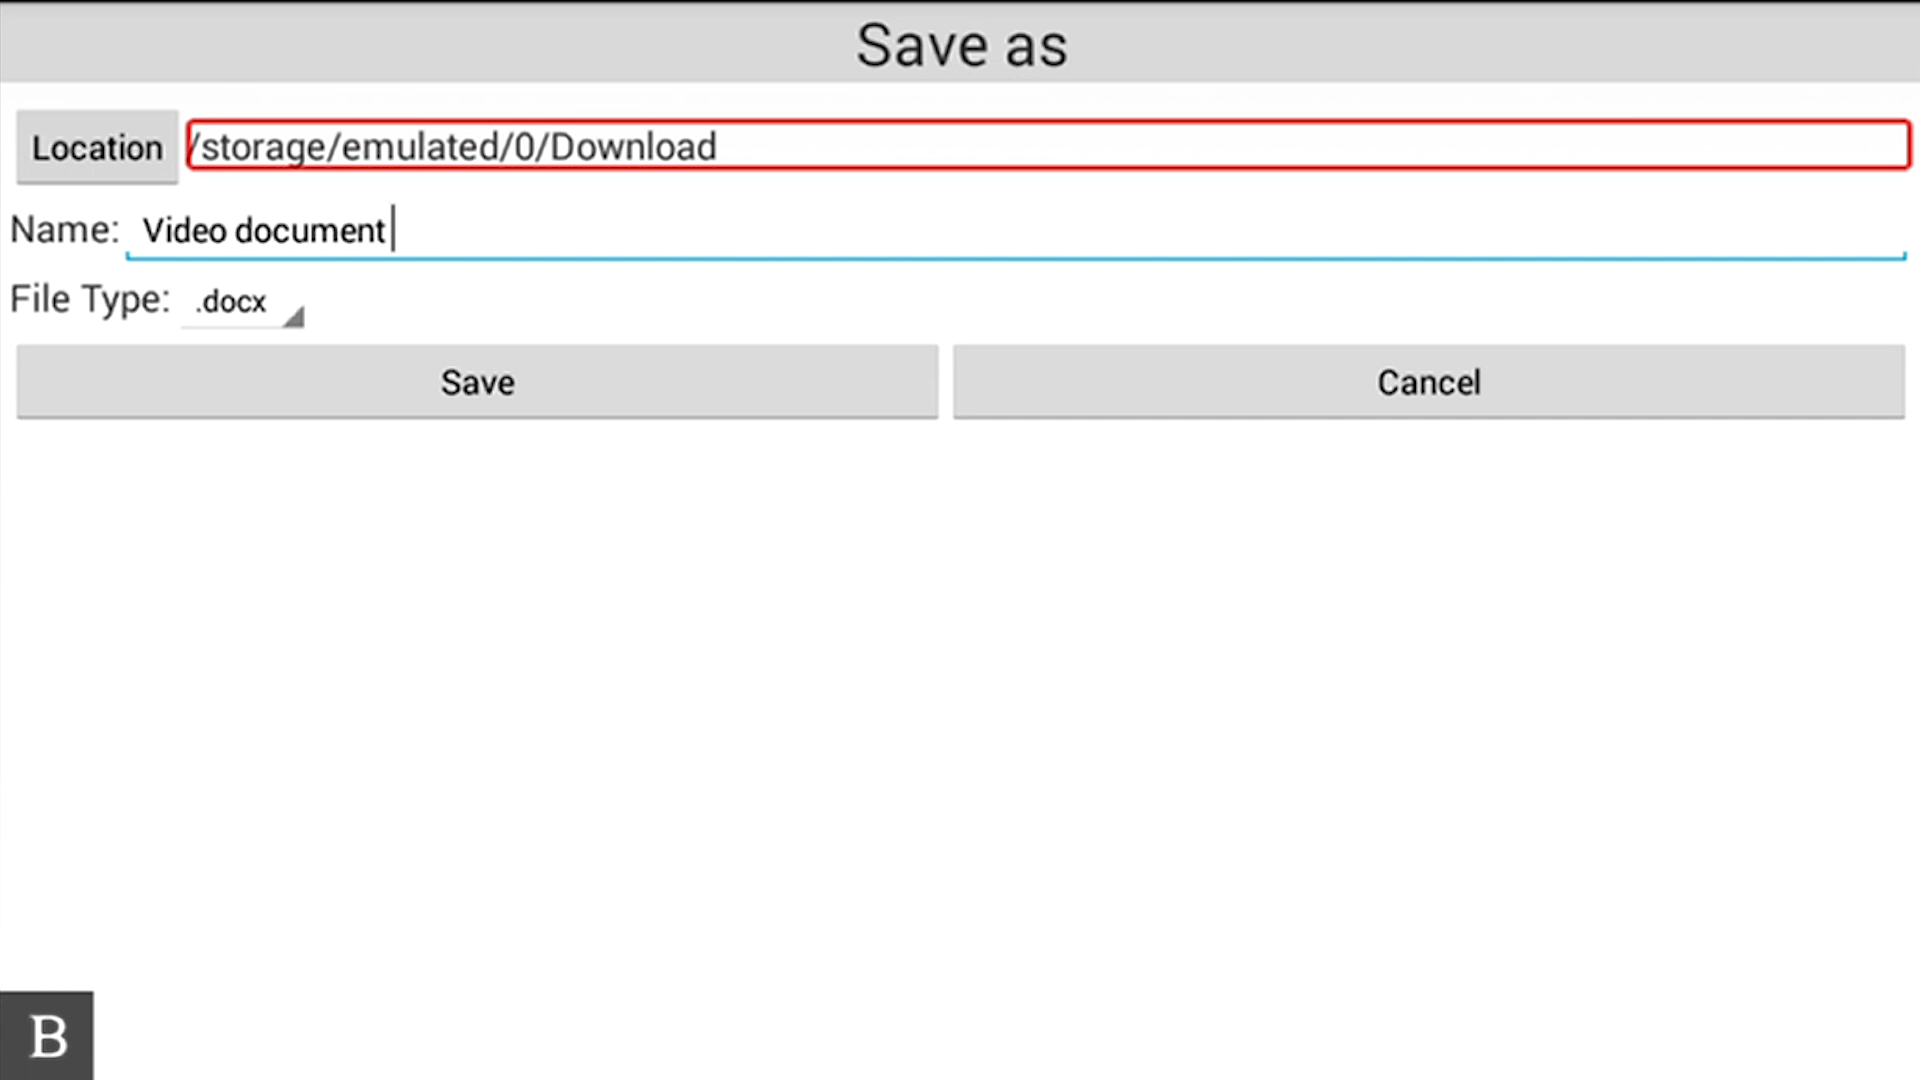 Save as
Location /storage/emulated/0/Download
Name: Video document
File Type: .docx
Save Cancel
B